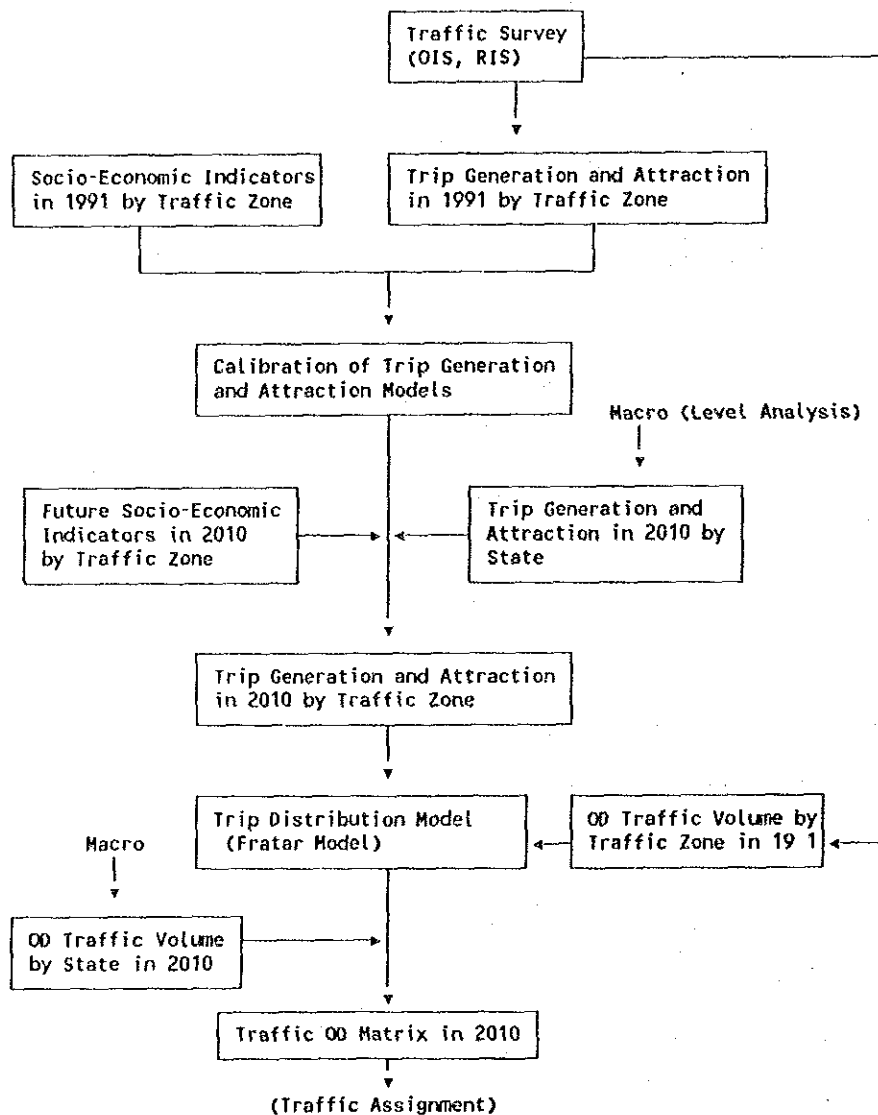 Traffic Survey
(OIS, RIS)
Socio-Economic Indicators
in 1991 by Traffic Zone
Trip Generation and Attraction
in 1991 by Traffic Zone
Calibration of Trip Generation
and Attraction Models
Macro (Level Analysis)
Future Socio-Economic
Indicators in 2010
by Traffic Zone
Trip Generation and
Attraction in 2010 by
State
Trip Generation and Attraction
in 2010 by Traffic Zone
Trip Distribution Model
(Fratar Model)
OD Traffic Volume by
Traffic Zone in 19 1
Macro
OD Traffic Volume
by State in 2010
Traffic OD Matrix in 2010
(Traffic Assignment)